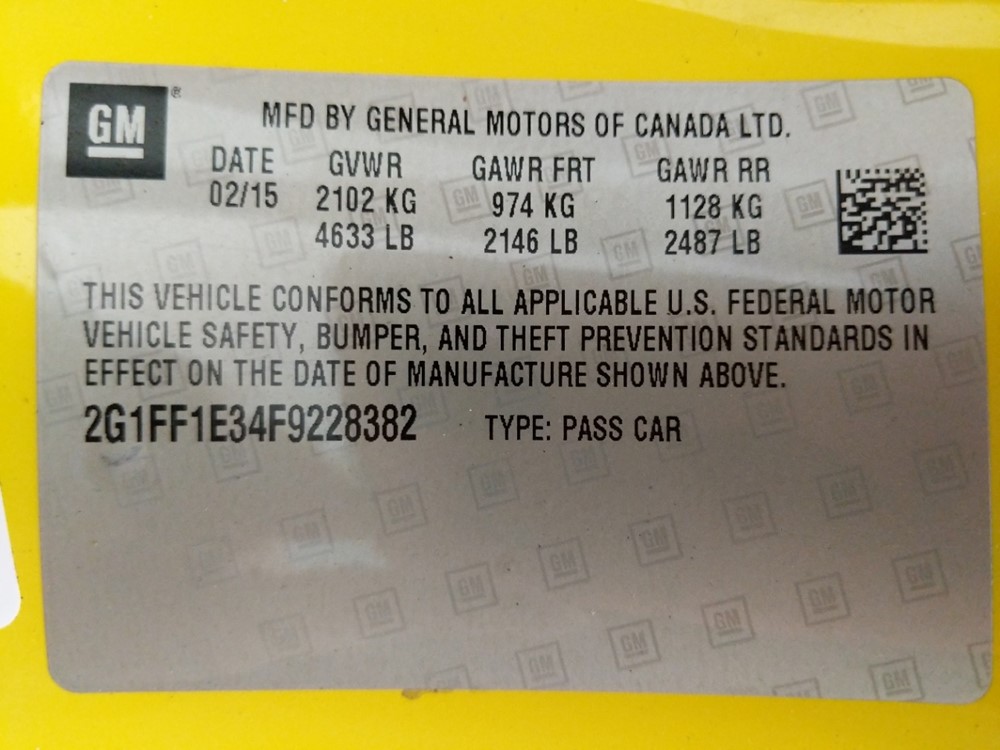 GM ®
MFD BY GENERAL MOTORS OF CANADA LTD.
DATE GVWR GAWR FRT GAWR RR
02/15 2102 KG 974 KG 1128 KG
4633 LB 2146 LB 2487 LB
THIS VEHICLE CONFORMS TO ALL APPLICABLE U.S. FEDERAL MOTOR
VEHICLE SAFETY, BUMPER, AND THEFT PREVENTION STANDARDS IN
EFFECT ON THE DATE OF MANUFACTURE SHOWN ABOVE.
2G1FF1E34F9228382 TYPE: PASS CAR